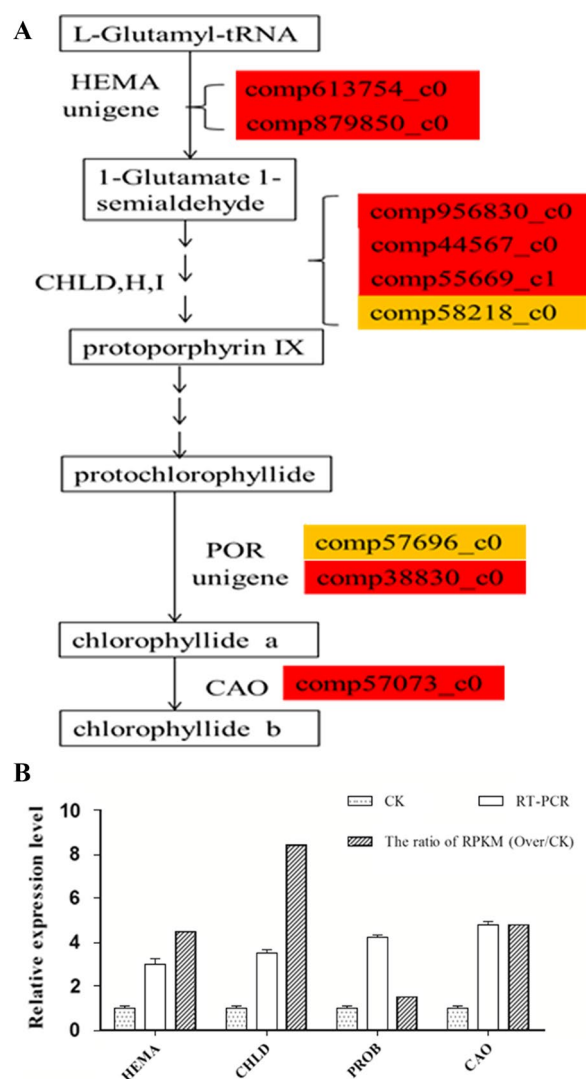 A
L-Glutamyl-tRNA
HEMA
unigene
comp613754_c0
comp879850_c0
1-Glutamate 1-
semialdehyde
comp956830_c0
comp44567_c0
comp55669_c1
comp58218_c0
CHLD,H,I
protoporphyrin IX
protochlorophyllide
POR
unigene
comp57696_c0
comp38830_c0
chlorophyllide a
CAO
comp57073_c0
chlorophyllide b
B
CK
RT-PCR
The ratio of RPKM (Over/CK)
Relative expression level
10
8
6
4
2
0
HEMA
CHLD
PROB
CAO